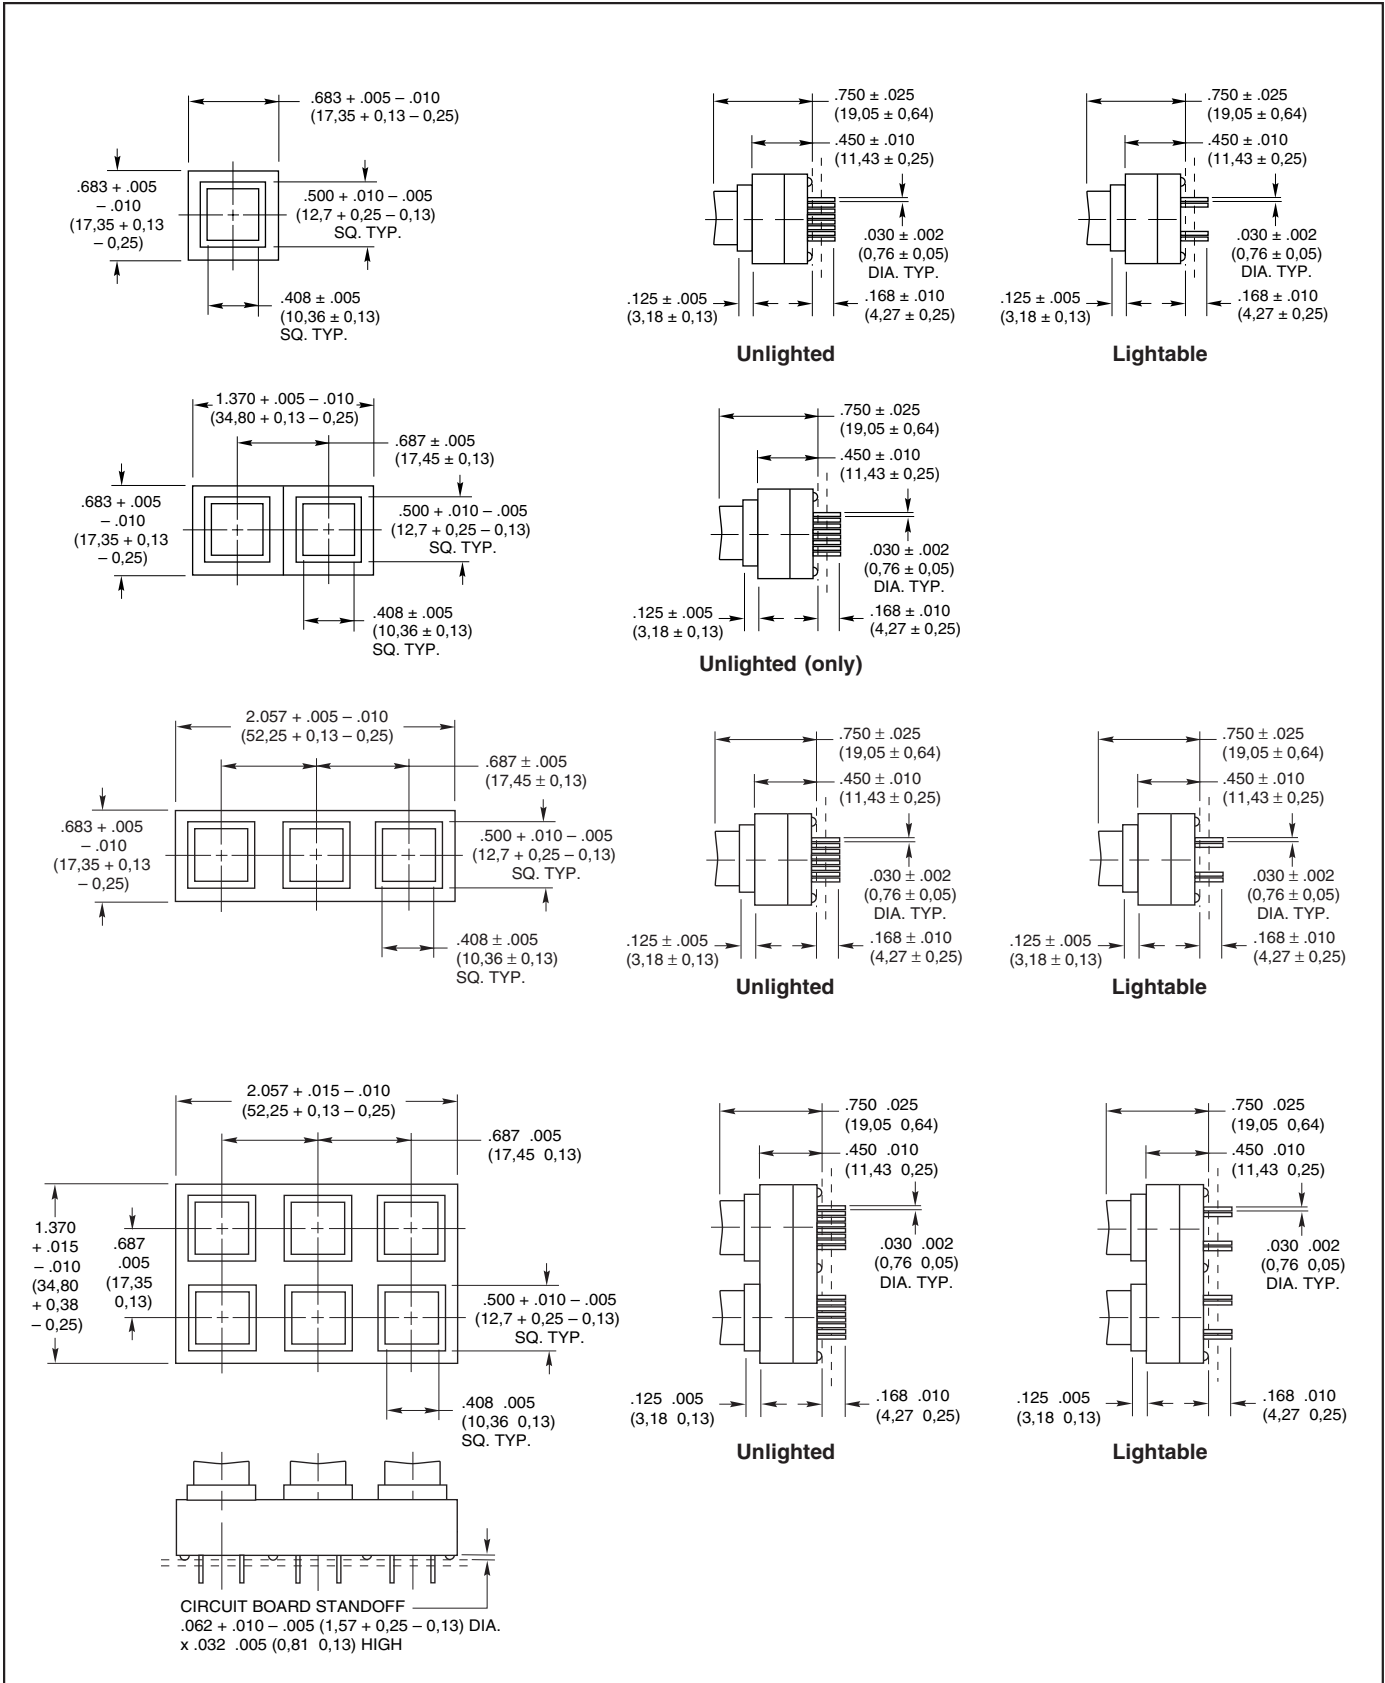 .683 + .005 – .010
(17,35 + 0,13 – 0,25)
.683 + .005
– .010
(17,35 + 0,13
– 0,25)
.500 + .010 – .005
(12,7 + 0,25 – 0,13)
SQ. TYP.
.408 ± .005
(10,36 ± 0,13)
SQ. TYP.
.750 ± .025
(19,05 ± 0,64)
.450 ± .010
(11,43 ± 0,25)
.030 ± .002
(0,76 ± 0,05)
DIA. TYP.
.125 ± .005
(3,18 ± 0,13)
.168 ± .010
(4,27 ± 0,25)
Unlighted
.750 ± .025
(19,05 ± 0,64)
.450 ± .010
(11,43 ± 0,25)
.030 ± .002
(0,76 ± 0,05)
DIA. TYP.
.125 ± .005
(3,18 ± 0,13)
.168 ± .010
(4,27 ± 0,25)
Lightable
1.370 + .005 – .010
(34,80 + 0,13 – 0,25)
.687 ± .005
(17,45 ± 0,13)
.683 + .005
– .010
(17,35 + 0,13
– 0,25)
.500 + .010 – .005
(12,7 + 0,25 – 0,13)
SQ. TYP.
.408 ± .005
(10,36 ± 0,13)
SQ. TYP.
.750 ± .025
(19,05 ± 0,64)
.450 ± .010
(11,43 ± 0,25)
.030 ± .002
(0,76 ± 0,05)
DIA. TYP.
.125 ± .005
(3,18 ± 0,13)
.168 ± .010
(4,27 ± 0,25)
Unlighted (only)
2.057 + .005 – .010
(52,25 + 0,13 – 0,25)
.687 ± .005
(17,45 ± 0,13)
.683 + .005
– .010
(17,35 + 0,13
– 0,25)
.500 + .010 – .005
(12,7 + 0,25 – 0,13)
SQ. TYP.
.408 ± .005
(10,36 ± 0,13)
SQ. TYP.
.750 ± .025
(19,05 ± 0,64)
.450 ± .010
(11,43 ± 0,25)
.030 ± .002
(0,76 ± 0,05)
DIA. TYP.
.125 ± .005
(3,18 ± 0,13)
.168 ± .010
(4,27 ± 0,25)
Unlighted
.750 ± .025
(19,05 ± 0,64)
.450 ± .010
(11,43 ± 0,25)
.030 ± .002
(0,76 ± 0,05)
DIA. TYP.
.125 ± .005
(3,18 ± 0,13)
.168 ± .010
(4,27 ± 0,25)
Lightable
2.057 + .015 – .010
(52,25 + 0,13 – 0,25)
.687 .005
(17,45 0,13)
1.370
+ .015
– .010
(34,80
+ 0,38
– 0,25)
.687
.005
(17,35
0,13)
.500 + .010 – .005
(12,7 + 0,25 – 0,13)
SQ. TYP.
.408 .005
(10,36 0,13)
SQ. TYP.
.750 .025
(19,05 0,64)
.450 .010
(11,43 0,25)
.030 .002
(0,76 0,05)
DIA. TYP.
.125 .005
(3,18 0,13)
.168 .010
(4,27 0,25)
Unlighted
.750 .025
(19,05 0,64)
.450 .010
(11,43 0,25)
.030 .002
(0,76 0,05)
DIA. TYP.
.125 .005
(3,18 0,13)
.168 .010
(4,27 0,25)
Lightable
CIRCUIT BOARD STANDOFF
.062 + .010 – .005 (1,57 + 0,25 – 0,13) DIA.
x .032 .005 (0,81 0,13) HIGH